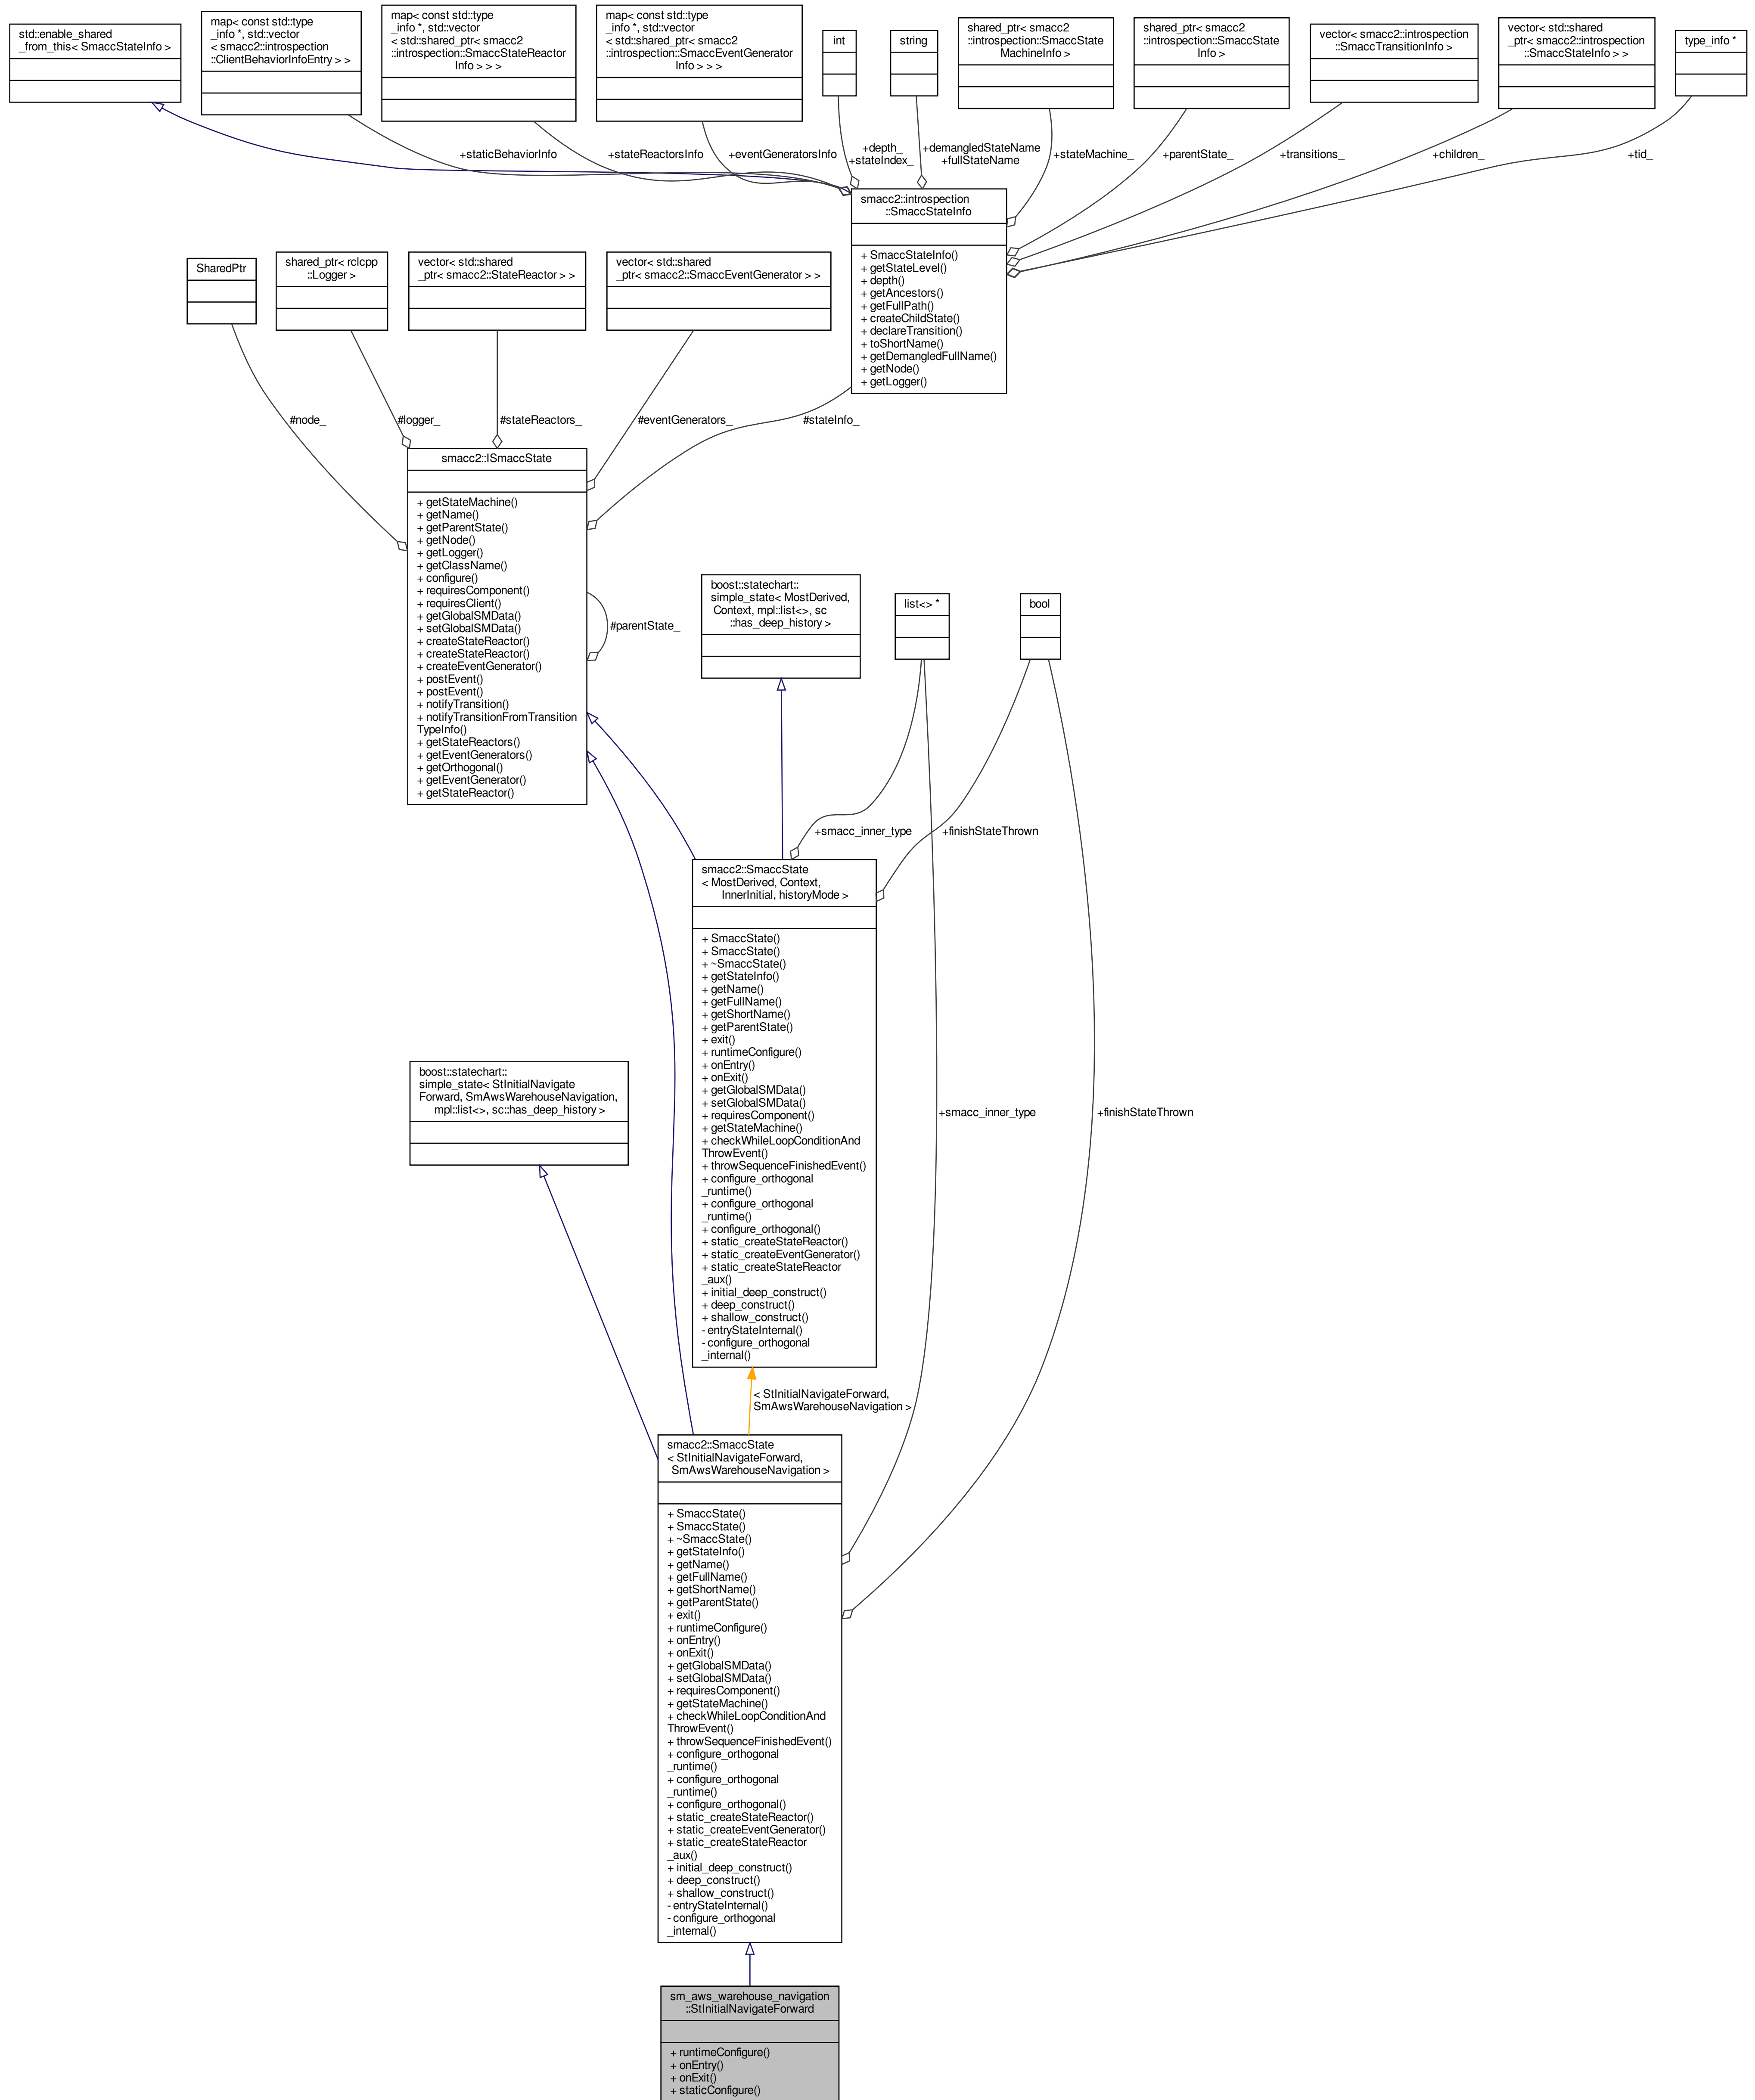 std::enable_shared
_from_this< SmaccStateInfo >
map< const std::type
_info *, std::vector
< smacc2::introspection
::ClientBehaviorInfoEntry > >
map< const std::type
_info *, std::vector
< std::shared_ptr< smacc2
::introspection::SmaccStateReactor
Info > > >
map< const std::type
_info *, std::vector
< std::shared_ptr< smacc2
::introspection::SmaccEventGenerator
Info > > >
int
string
shared_ptr< smacc2
::introspection::SmaccState
MachineInfo >
shared_ptr< smacc2
::introspection::SmaccState
Info >
vector< smacc2::introspection
::SmaccTransitionInfo >
vector< std::shared
_ptr< smacc2::introspection
::SmaccStateInfo > >
type_info *
+staticBehaviorInfo
+stateReactorsInfo
+eventGeneratorsInfo
+depth_
+stateIndex_
+demangledStateName
+fullStateName
+stateMachine_
+parentState_
+transitions_
+children_
+tid_
smacc2::introspection
::SmaccStateInfo
+ SmaccStateInfo()
+ getStateLevel()
+ depth()
+ getAncestors()
+ getFullPath()
+ createChildState()
+ declareTransition()
+ toShortName()
+ getDemangledFullName()
+ getNode()
+ getLogger()
SharedPtr
shared_ptr< rclcpp
::Logger >
vector< std::shared
_ptr< smacc2::StateReactor > >
vector< std::shared
_ptr< smacc2::SmaccEventGenerator > >
#node_
#logger_
#stateReactors_
#eventGenerators_
#stateInfo_
smacc2::ISmaccState
+ getStateMachine()
+ getName()
+ getParentState()
+ getNode()
+ getLogger()
+ getClassName()
+ configure()
+ requiresComponent()
+ requiresClient()
+ getGlobalSMData()
+ setGlobalSMData()
+ createStateReactor()
+ createStateReactor()
+ createEventGenerator()
+ postEvent()
+ postEvent()
+ notifyTransition()
+ notifyTransitionFromTransition
TypeInfo()
+ getStateReactors()
+ getEventGenerators()
+ getOrthogonal()
+ getEventGenerator()
+ getStateReactor()
#parentState_
boost::statechart::
simple_state< MostDerived,
Context, mpl::list<>, sc
::has_deep_history >
list<> *
bool
+smacc_inner_type
+finishStateThrown
smacc2::SmaccState
< MostDerived, Context,
InnerInitial, historyMode >
+ SmaccState()
+ SmaccState()
+ ~SmaccState()
+ getStateInfo()
+ getName()
+ getFullName()
+ getShortName()
+ getParentState()
+ exit()
+ runtimeConfigure()
+ onEntry()
+ onExit()
+ getGlobalSMData()
+ setGlobalSMData()
+ requiresComponent()
+ getStateMachine()
+ checkWhileLoopConditionAnd
ThrowEvent()
+ throwSequenceFinishedEvent()
+ configure_orthogonal
_runtime()
+ configure_orthogonal
_runtime()
+ configure_orthogonal()
+ static_createStateReactor()
+ static_createEventGenerator()
+ static_createStateReactor
_aux()
+ initial_deep_construct()
+ deep_construct()
+ shallow_construct()
- entryStateInternal()
- configure_orthogonal
_internal()
boost::statechart::
simple_state< StInitialNavigate
Forward, SmAwsWarehouseNavigation,
mpl::list<>, sc::has_deep_history >
+smacc_inner_type
+finishStateThrown
< StInitialNavigateForward,
SmAwsWarehouseNavigation >
smacc2::SmaccState
< StInitialNavigateForward,
SmAwsWarehouseNavigation >
+ SmaccState()
+ SmaccState()
+ ~SmaccState()
+ getStateInfo()
+ getName()
+ getFullName()
+ getShortName()
+ getParentState()
+ exit()
+ runtimeConfigure()
+ onEntry()
+ onExit()
+ getGlobalSMData()
+ setGlobalSMData()
+ requiresComponent()
+ getStateMachine()
+ checkWhileLoopConditionAnd
ThrowEvent()
+ throwSequenceFinishedEvent()
+ configure_orthogonal
_runtime()
+ configure_orthogonal
_runtime()
+ configure_orthogonal()
+ static_createStateReactor()
+ static_createEventGenerator()
+ static_createStateReactor
_aux()
+ initial_deep_construct()
+ deep_construct()
+ shallow_construct()
- entryStateInternal()
- configure_orthogonal
_internal()
sm_aws_warehouse_navigation
::StInitialNavigateForward
+ runtimeConfigure()
+ onEntry()
+ onExit()
+ staticConfigure()